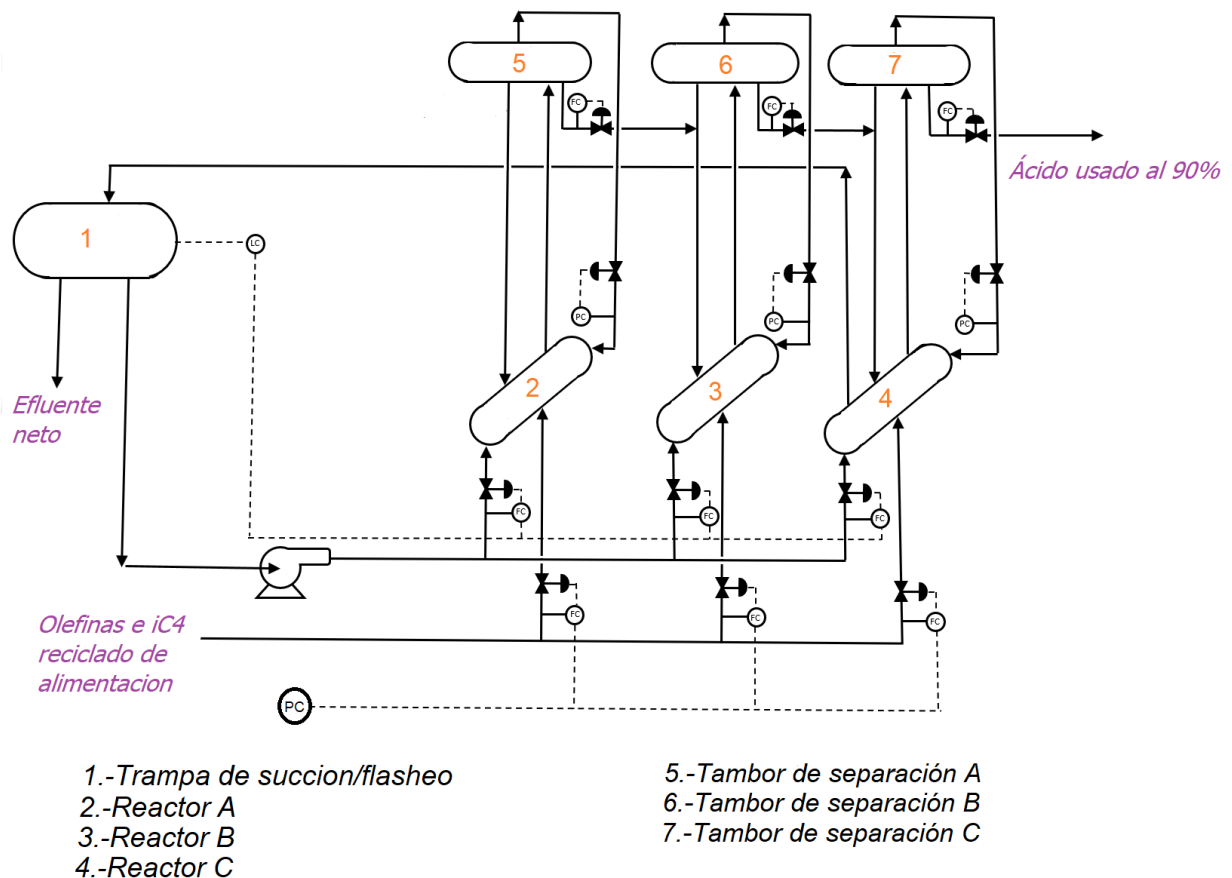 5
6
7
FC
FC
FC
Ácido usado al 90%
1
LC
PC
PC
PC
2
3
4
Efluente
neto
FC
FC
FC
Olefinas e iC4
reciclado de
alimentacion
FC
FC
FC
PC
1.-Trampa de succion/flasheo
2.-Reactor A
3.-Reactor B
4.-Reactor C
5.-Tambor de separación A
6.-Tambor de separación B
7.-Tambor de separación C